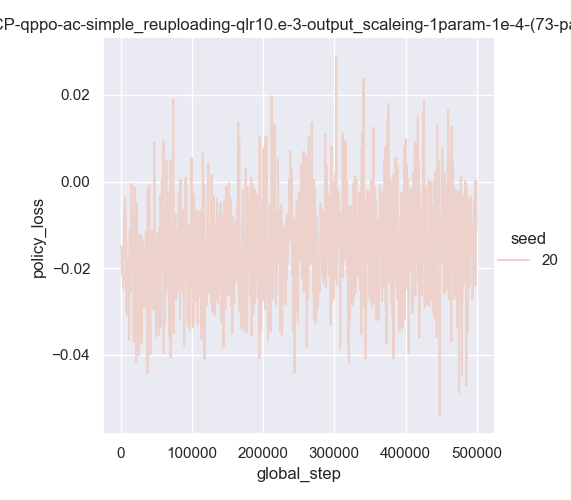 CP-qppo-ac-simple_reuploading-qlr10.e-3-output_scaleing-1param-1e-4-(73-pa
0.02
0.00
−0.02
−0.04
policy_loss
0
100000
200000
300000
400000
500000
global_step
seed
20